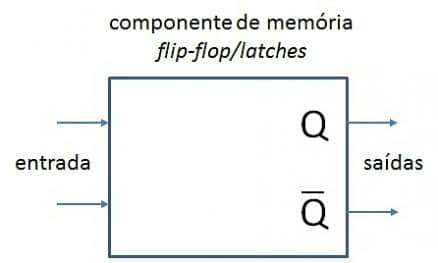 componente de memória
flip-flop/latches
Q
entrada
saídas
Q̅